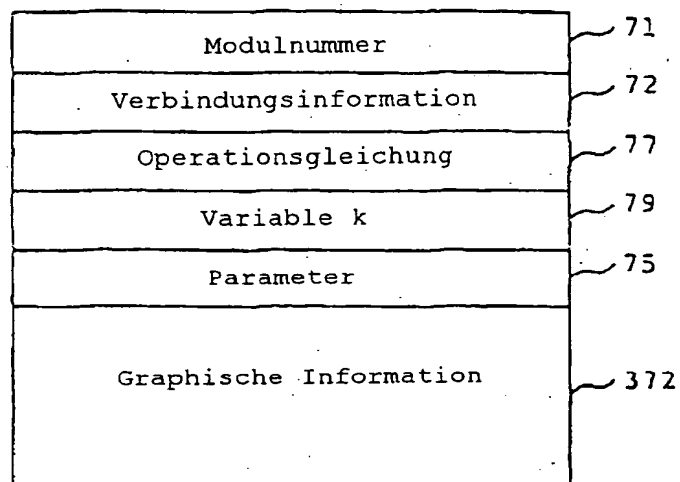 Modulnummer 71
Verbindungsinformation 72
Operationsgleichung 77
Variable k 79
Parameter 75
Graphische Information 372